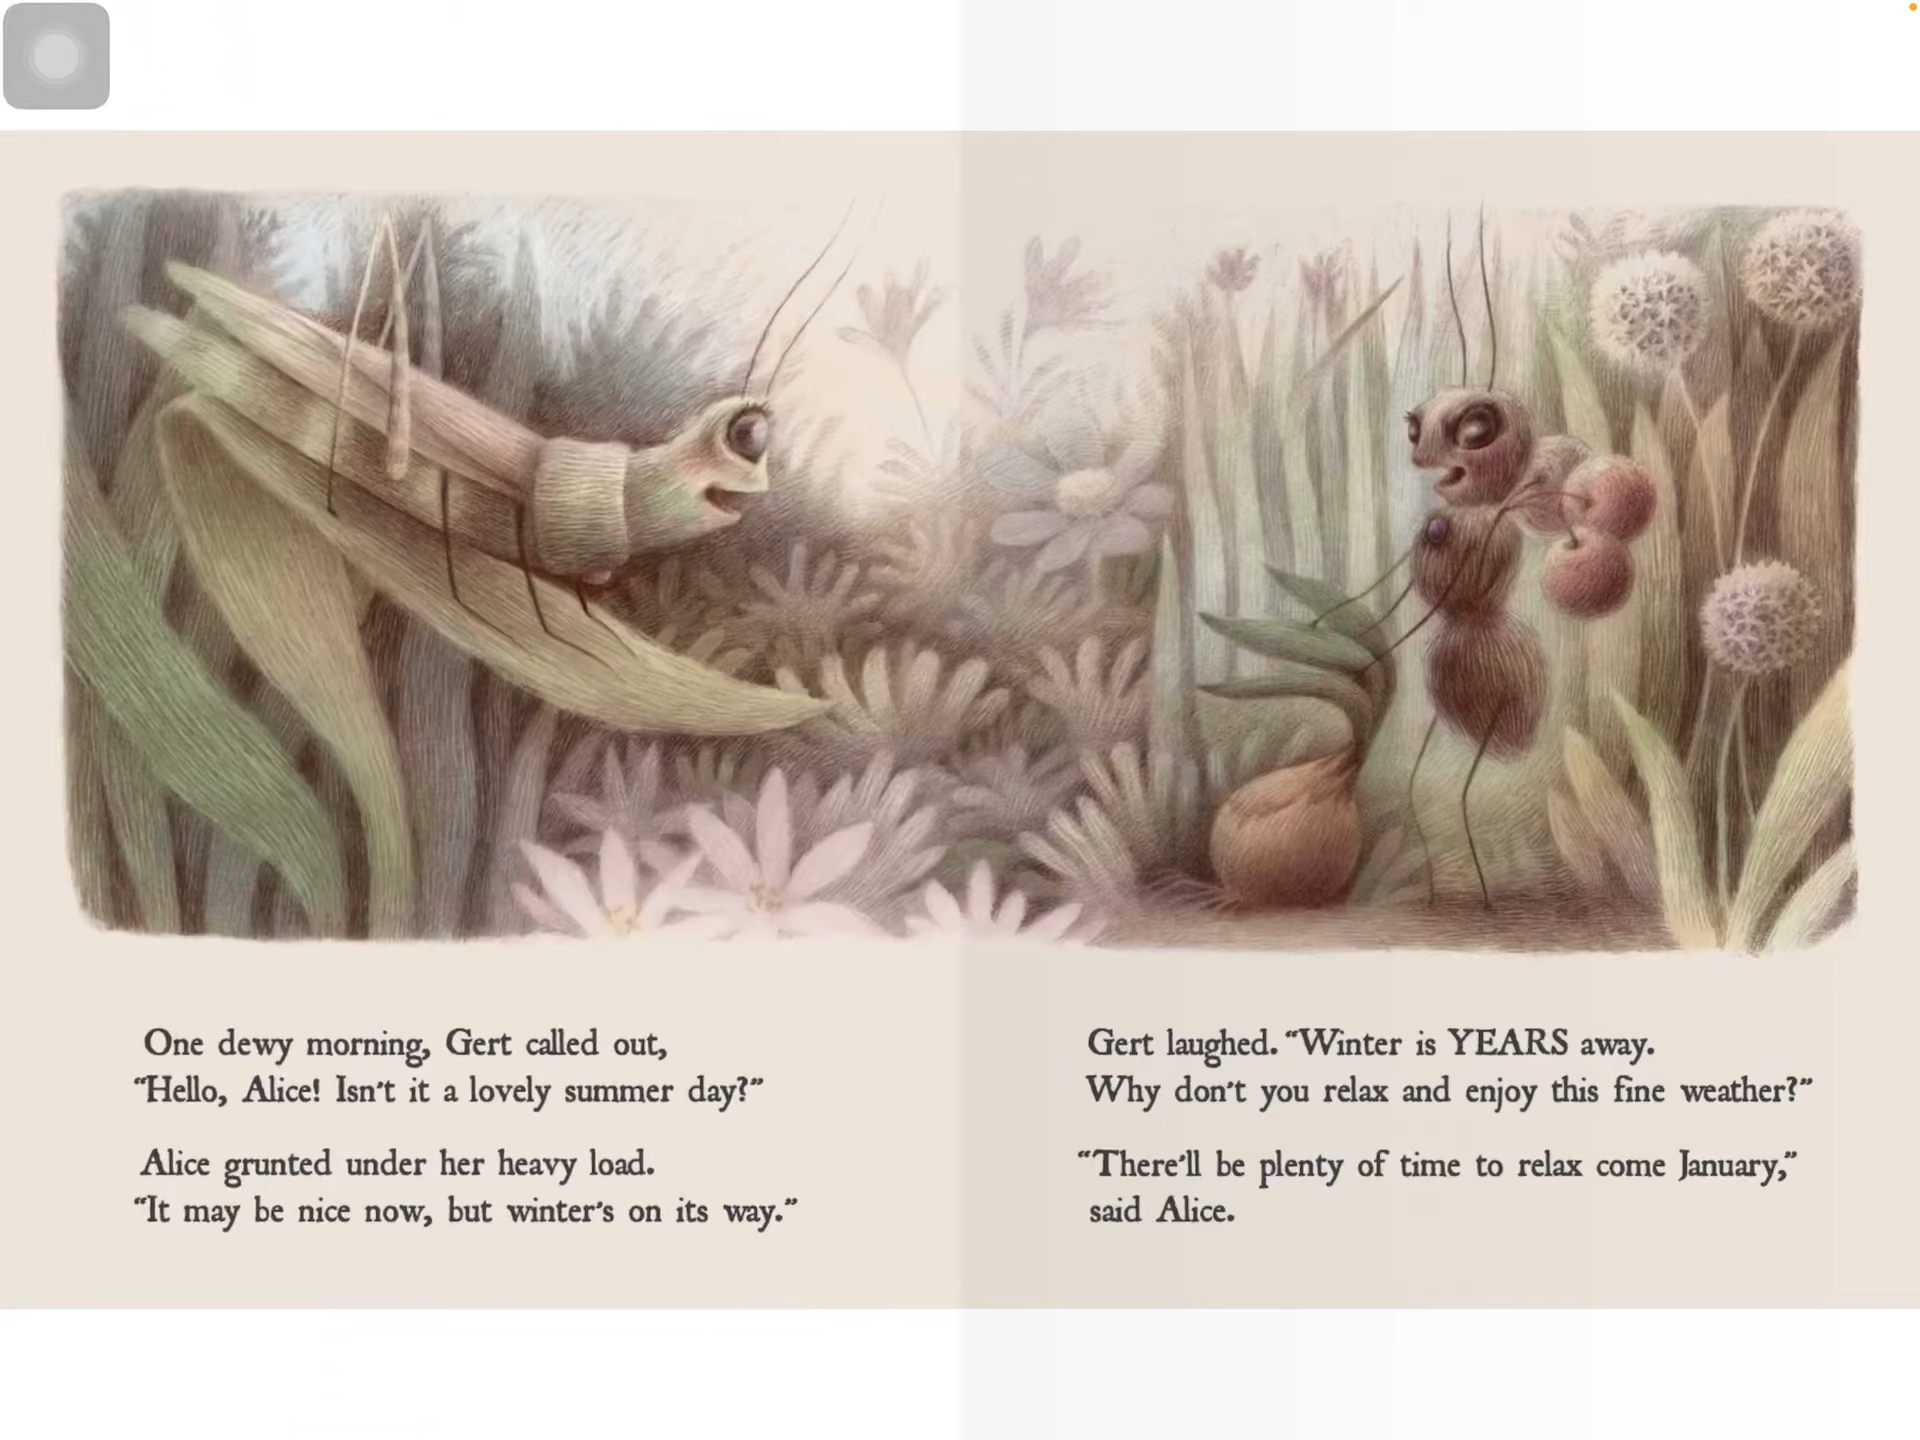 One dewy morning, Gert called out,
“Hello, Alice! Isn’t it a lovely summer day?”
Alice grunted under her heavy load.
“It may be nice now, but winter’s on its way.”
Gert laughed. “Winter is YEARS away.
Why don’t you relax and enjoy this fine weather?”
“There’ll be plenty of time to relax come January,”
said Alice.